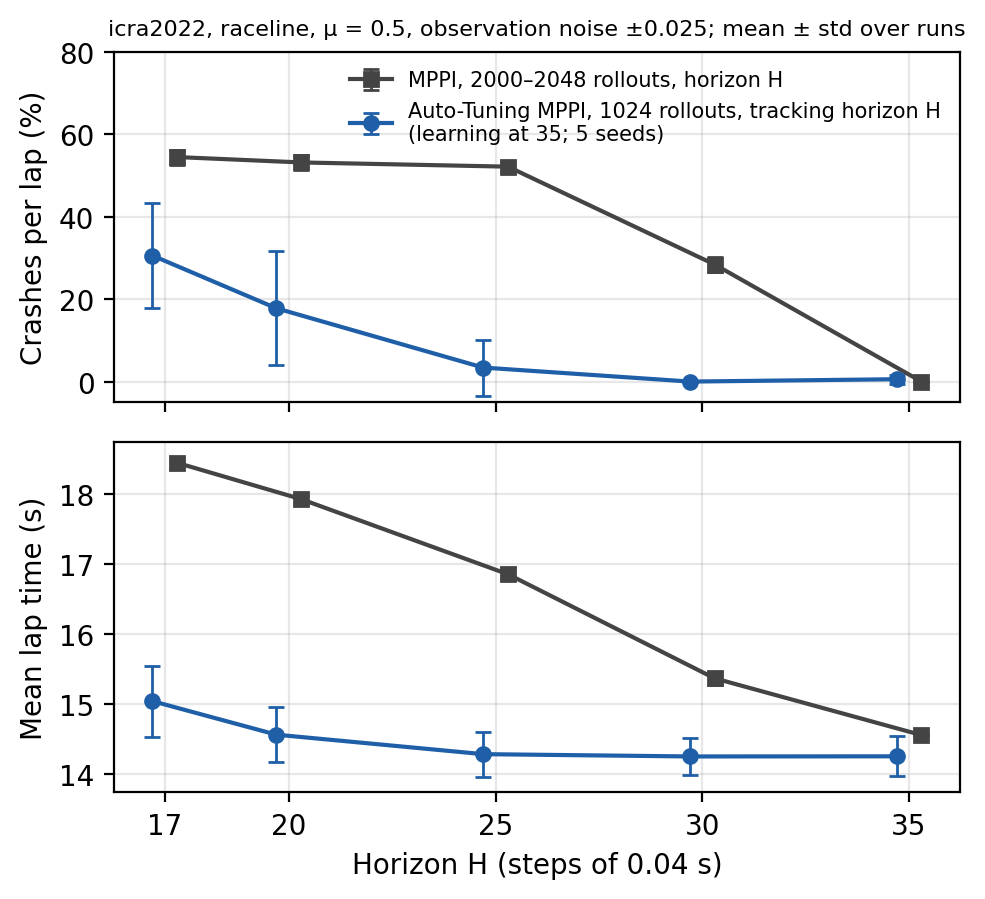 icra2022, raceline, μ = 0.5, observation noise ±0.025; mean ± std over runs
80
60
40
20
0
Crashes per lap (%)
MPPI, 2000–2048 rollouts, horizon H
Auto-Tuning MPPI, 1024 rollouts, tracking horizon H
(learning at 35; 5 seeds)
18
17
16
15
14
Mean lap time (s)
17 20 25 30 35
Horizon H (steps of 0.04 s)